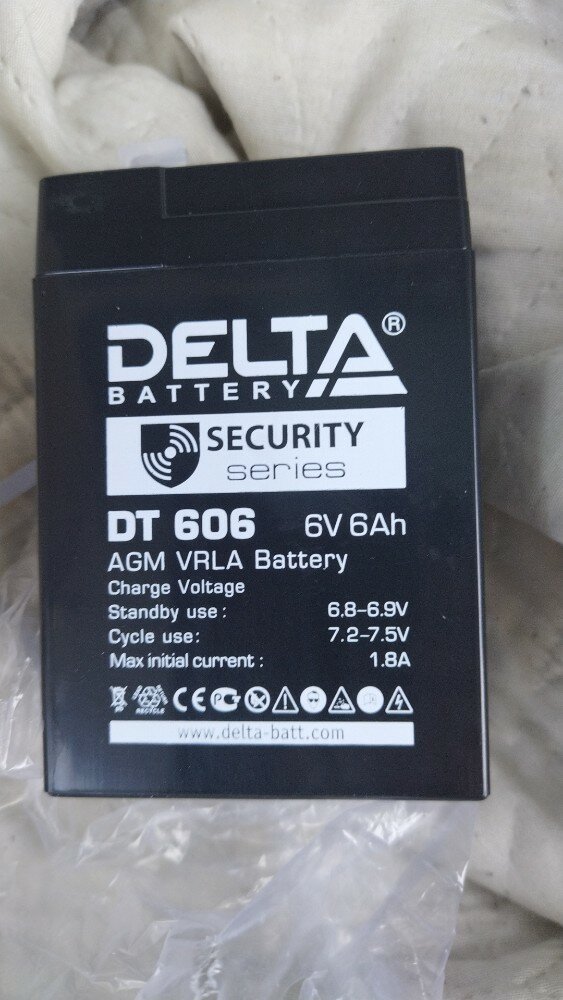 DELTA®
BATTERY
SECURITY
series
DT 606 6V 6Ah
AGM VRLA Battery
Charge Voltage
Standby use : 6.8-6.9V
Cycle use: 7.2-7.5V
Max initial current : 1.8A
RECYCLE
www.delta-batt.com